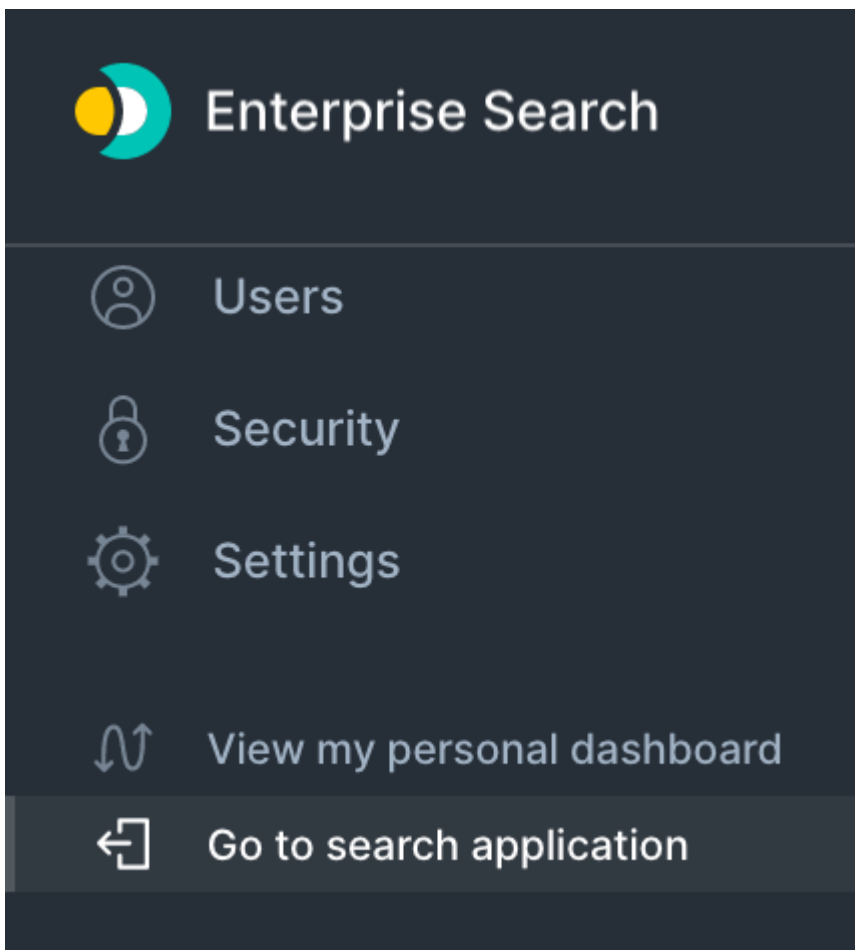 Enterprise Search
Users
Security
Settings
View my personal dashboard
Go to search application